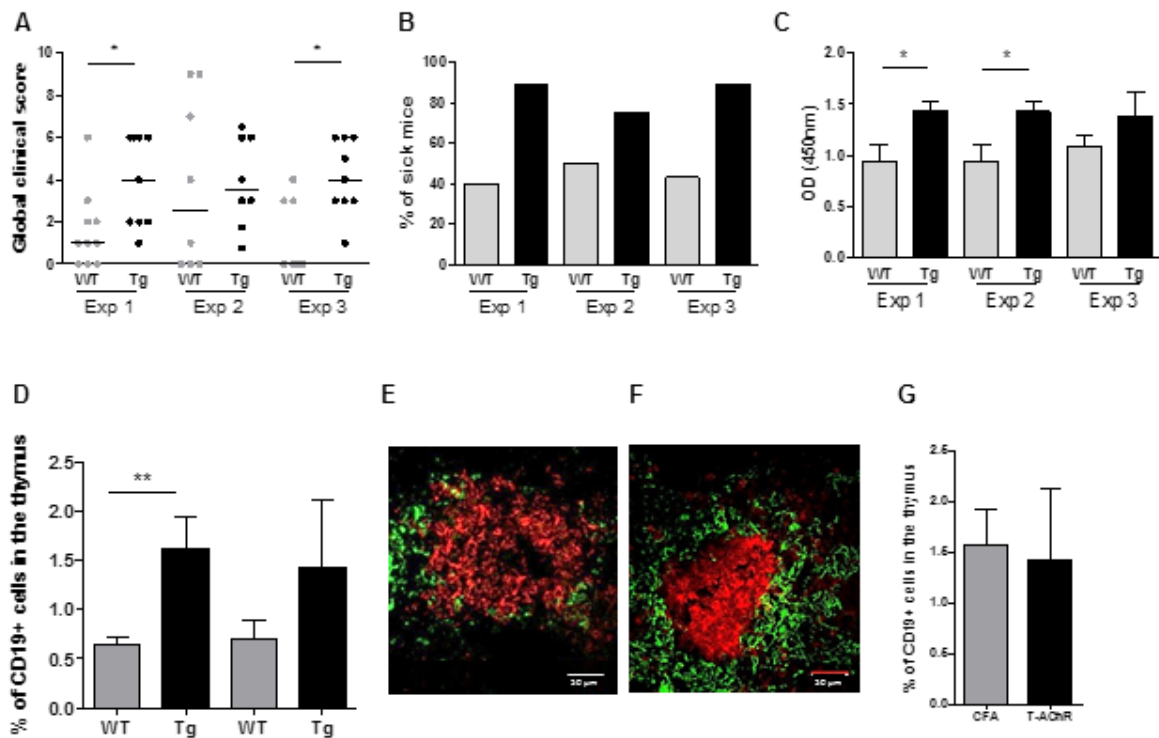 A
Global clinical score
10
8
6
4
2
0
* *
WT Tg WT Tg WT Tg
Exp 1 Exp 2 Exp 3
B
% of sick mice
100
80
60
40
20
0
WT Tg WT Tg WT Tg
Exp 1 Exp 2 Exp 3
C
OD (450nm)
2.0
1.5
1.0
0.5
0.0
* *
WT Tg WT Tg WT Tg
Exp 1 Exp 2 Exp 3
D
% of CD19+ cells in the thymus
2.5
2.0
1.5
1.0
0.5
0.0
**
WT Tg WT Tg
E
20 µm
F
20 µm
G
% of CD19+ cells in the thymus
2.5
2.0
1.5
1.0
0.5
0.0
CFA T-AChR